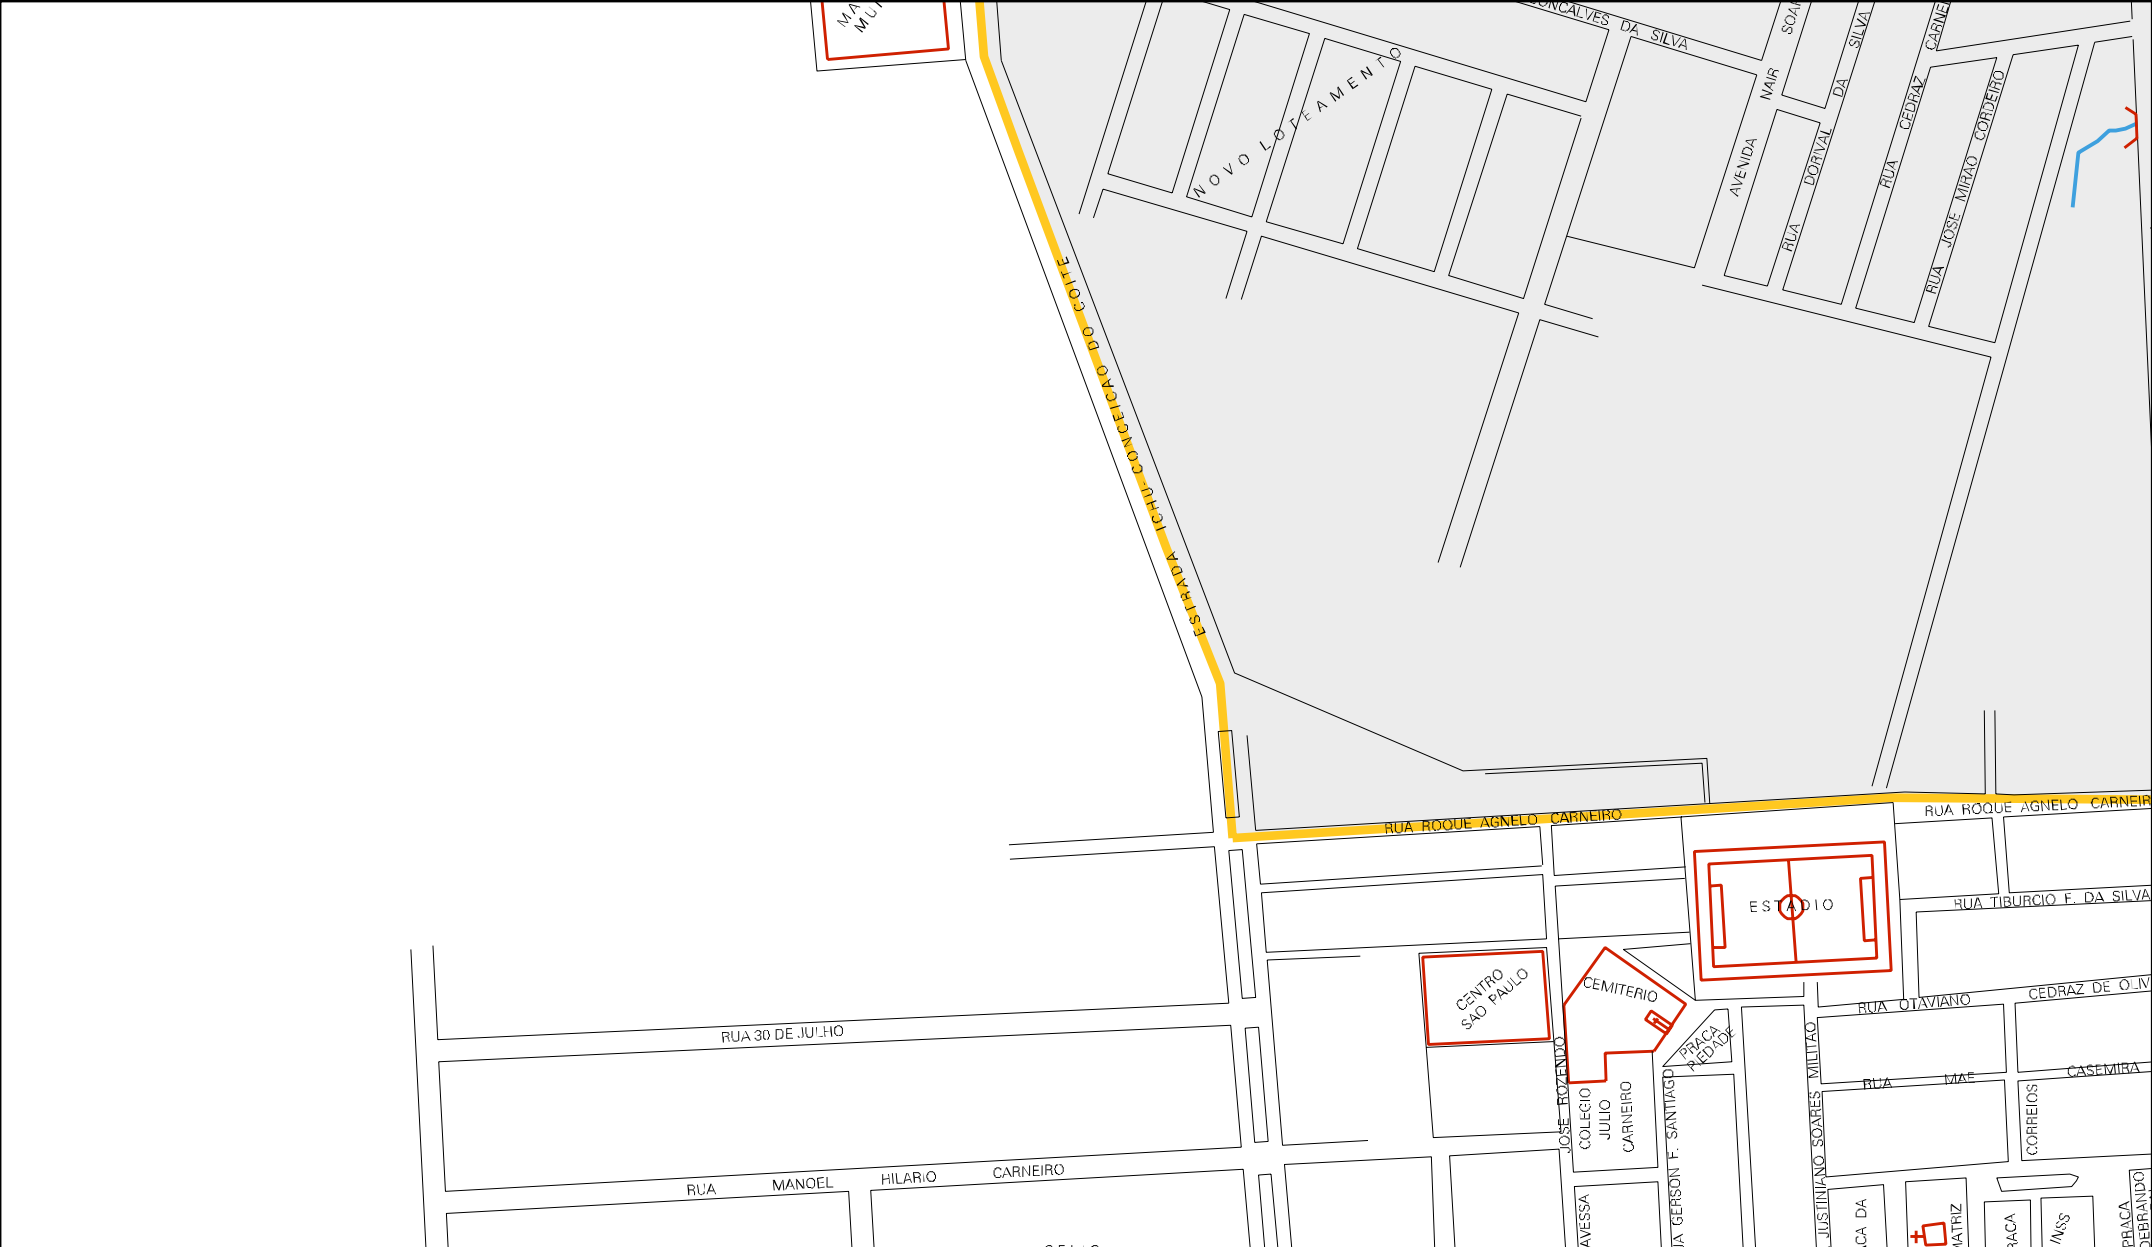 GONCALVES DA SILVA
NOVO LOTEAMENTO
AVENIDA NAIR
RUA DORIVAL DA SILVA
RUA CEDRAZ
RUA JOSE MIRAO CORDEIRO
ESTRADA ICHU-CONCEICAO DO COITE
RUA ROQUE AGNELO CARNEIRO
RUA ROQUE AGNELO CARNEIR
ESTADIO
RUA TIBURCIO F. DA SILVA
CENTRO
SAO PAULO
CEMITERIO
PRACA
PIEDADE
RUA OTAVIANO CEDRAZ DE OLIV
RUA 30 DE JULHO
RUA MAE CASEMIRA
JOSE ROZENDO
COLEGIO
JULIO
CARNEIRO
GERSON F. SANTIAGO
JUSTINIANO SOARES MILITAO
CORREIOS
RUA MANOEL HILARIO CARNEIRO
INSS